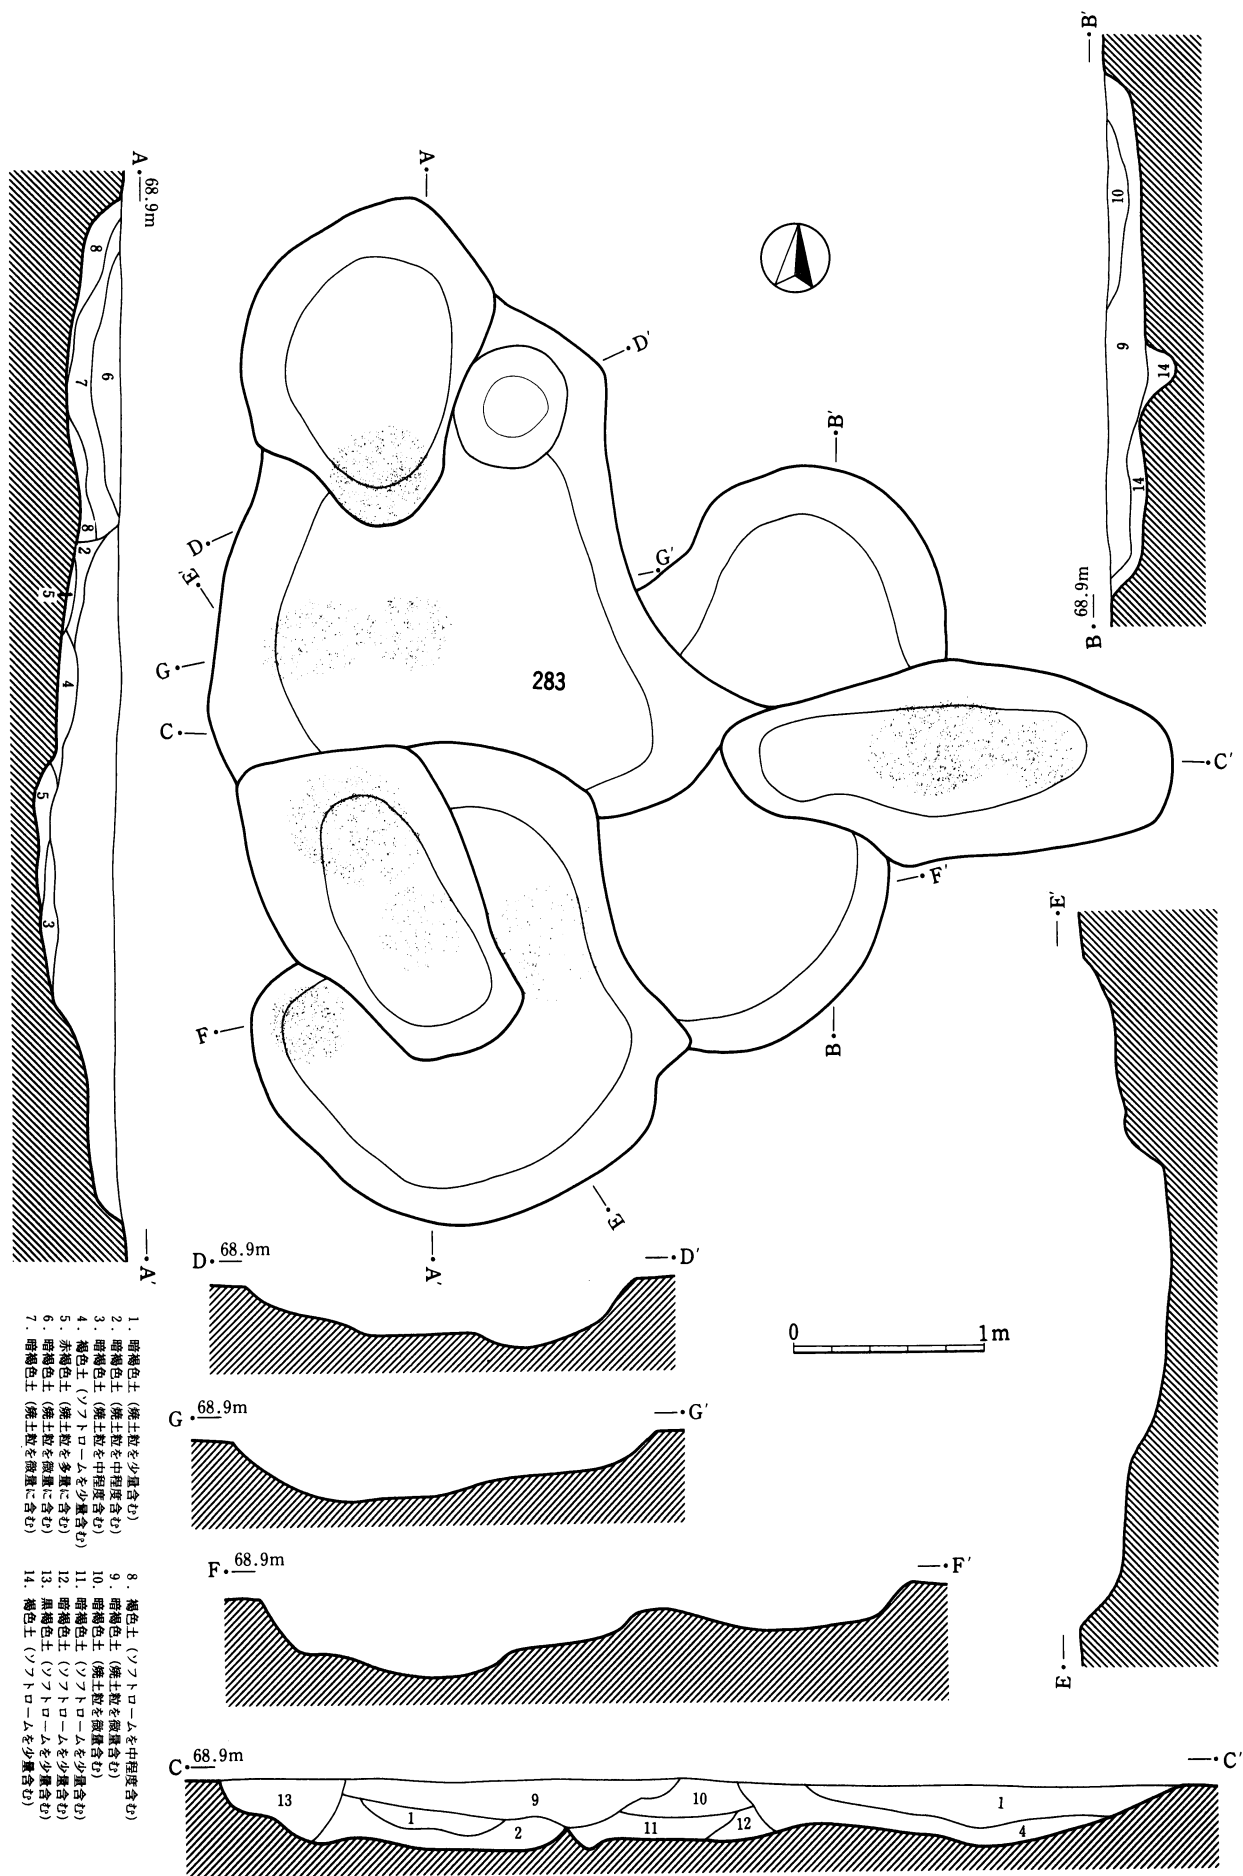 B′
A
68.9m
A
8
6
7
8
2
5
4
5
3
A′
10
9
14
14
68.9m
B
D′
B′
D
E′
G′
G
283
C
C′
F′
E′
F
B
E
A′
D 68.9m
D′
0 1m
G 68.9m
G′
F 68.9m
F′
E
C 68.9m
C′
13
9
10
1
1
2
11
12
4
1. 暗褐色土 (焼土粒を少量含む)
2. 暗褐色土 (焼土粒を中程度含む)
3. 暗褐色土 (焼土粒を中程度含む)
4. 褐色土 (ソフトロームを少量含む)
5. 赤褐色土 (焼土粒を多量に含む)
6. 暗褐色土 (焼土粒を微量に含む)
7. 暗褐色土 (焼土粒を微量に含む)
8. 褐色土 (ソフトロームを中程度含む)
9. 暗褐色土 (焼土粒を微量含む)
10. 暗褐色土 (焼土粒を微量含む)
11. 暗褐色土 (ソフトロームを少量含む)
12. 暗褐色土 (ソフトロームを少量含む)
13. 黒褐色土 (ソフトロームを少量含む)
14. 褐色土 (ソフトロームを少量含む)